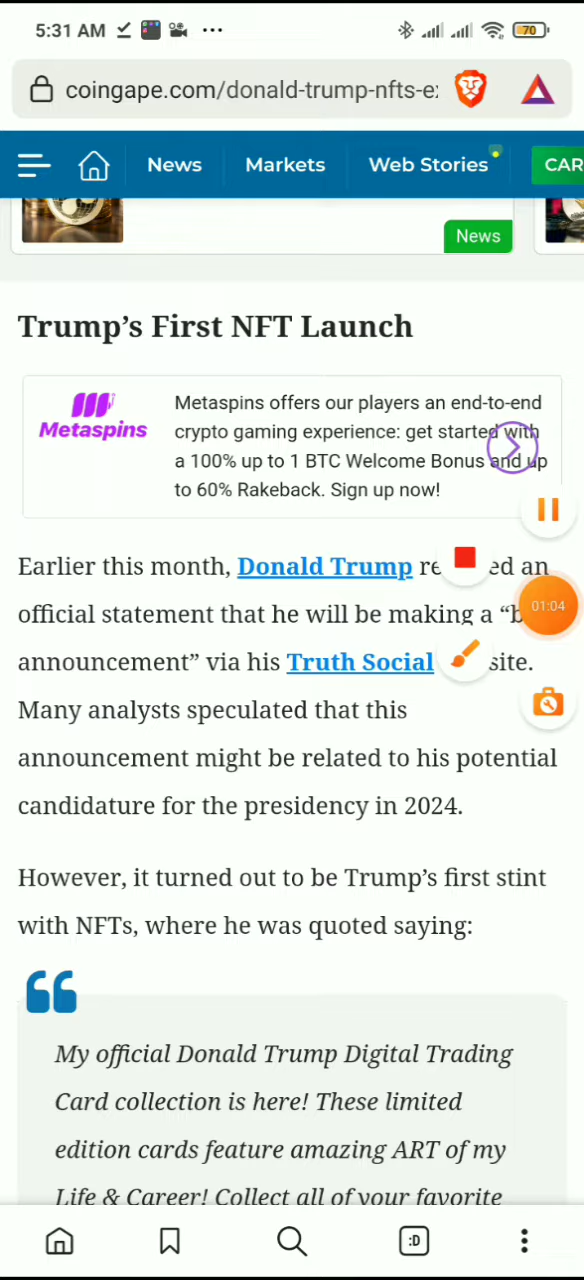 5:31 AM
70
coingape.com/donald-trump-nfts-e
News
Markets
Web Stories
CAR
News
Trump’s First NFT Launch
Metaspins
Metaspins offers our players an end-to-end
crypto gaming experience: get started with
a 100% up to 1 BTC Welcome Bonus and up
to 60% Rakeback. Sign up now!
Earlier this month, Donald Trump re ed an
official statement that he will be making a “b
01:04
announcement” via his Truth Social site.
Many analysts speculated that this
announcement might be related to his potential
candidature for the presidency in 2024.
However, it turned out to be Trump’s first stint
with NFTs, where he was quoted saying:
My official Donald Trump Digital Trading
Card collection is here! These limited
edition cards feature amazing ART of my
Life & Career! Collect all of your favorite
:D